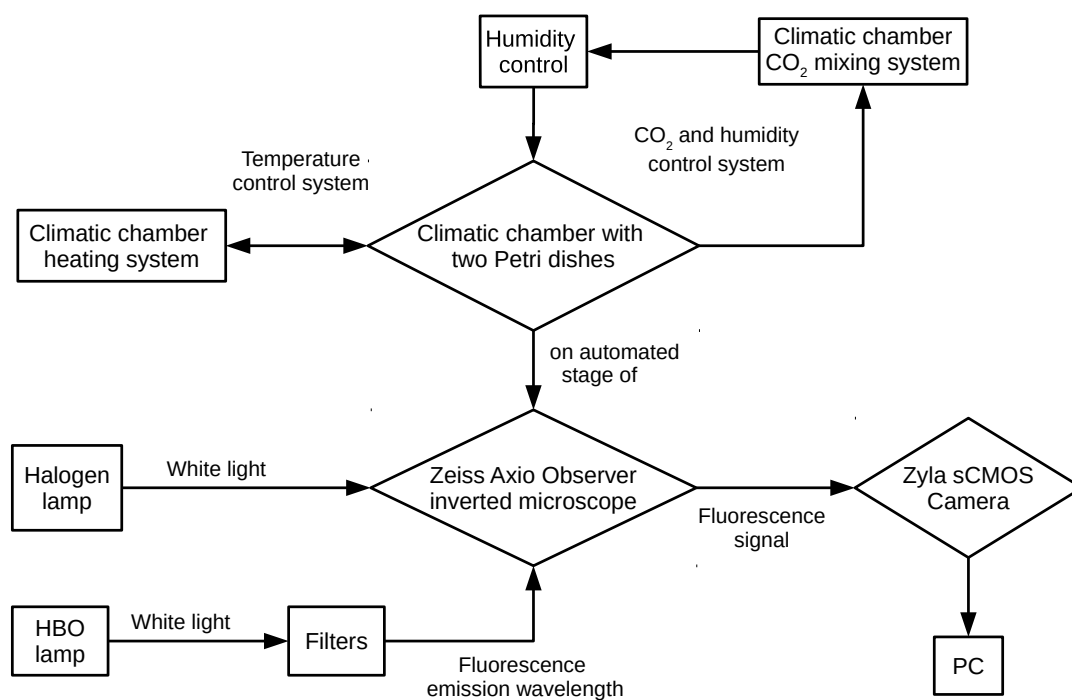 Humidity
control
Climatic chamber
CO₂ mixing system
CO₂ and humidity
control system
Temperature
control system
Climatic chamber
heating system
Climatic chamber with
two Petri dishes
on automated
stage of
Halogen
lamp
White light
Zeiss Axio Observer
inverted microscope
Fluorescence
signal
Zyla sCMOS
Camera
HBO
lamp
White light
Filters
Fluorescence
emission wavelength
PC